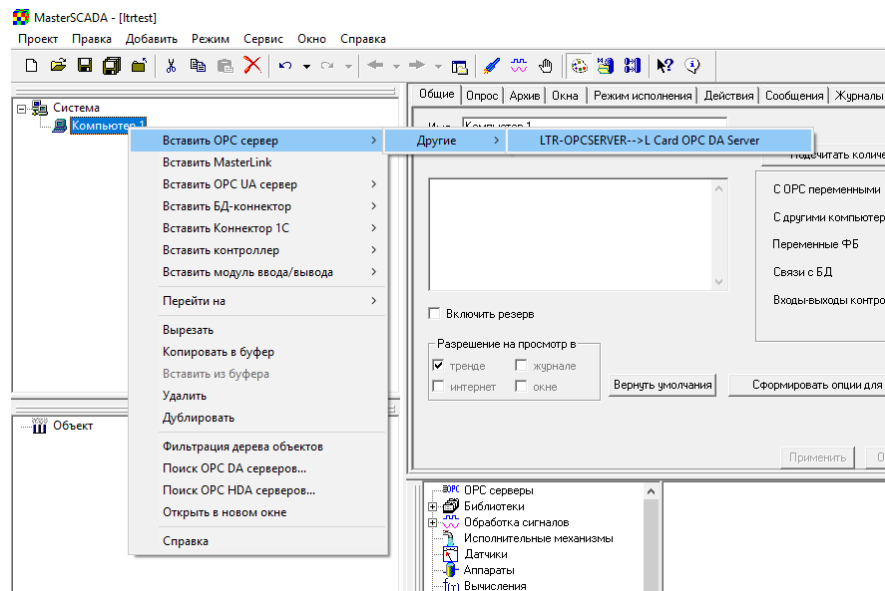 MasterSCADA - [ltrtest]
Проект Правка Добавить Режим Сервис Окно Справка
Общие Опрос Архив Окна Режим исполнения Действия Сообщения Журналы
Система
Компьютер 1
Вставить OPC сервер
Вставить MasterLink
Вставить OPC UA сервер
Вставить БД-коннектор
Вставить Коннектор 1С
Вставить контроллер
Вставить модуль ввода/вывода
Перейти на
Вырезать
Копировать в буфер
Вставить из буфера
Удалить
Дублировать
Фильтрация дерева объектов
Поиск OPC DA серверов...
Поиск OPC HDA серверов...
Открыть в новом окне
Справка
Другие
LTR-OPCSERVER-->L Card OPC DA Server
С OPC переменными
С другими компьютер
Переменные ФБ
Связи с БД
Входы-выходы контро
Включить резерв
Разрешение на просмотр в
тренде журнале
интернет окне
Вернуть умолчания
Сформировать опции для
Применить
Объект
OPC серверы
Библиотеки
Обработка сигналов
Исполнительные механизмы
Датчики
Аппараты
Вычисления